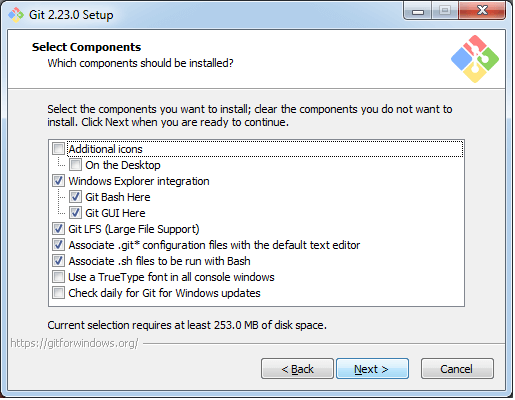 Git 2.23.0 Setup
Select Components
Which components should be installed?
Select the components you want to install; clear the components you do not want to
install. Click Next when you are ready to continue.
Additional icons
On the Desktop
Windows Explorer integration
Git Bash Here
Git GUI Here
Git LFS (Large File Support)
Associate .git* configuration files with the default text editor
Associate .sh files to be run with Bash
Use a TrueType font in all console windows
Check daily for Git for Windows updates
Current selection requires at least 253.0 MB of disk space.
https://gitforwindows.org/
< Back
Next >
Cancel